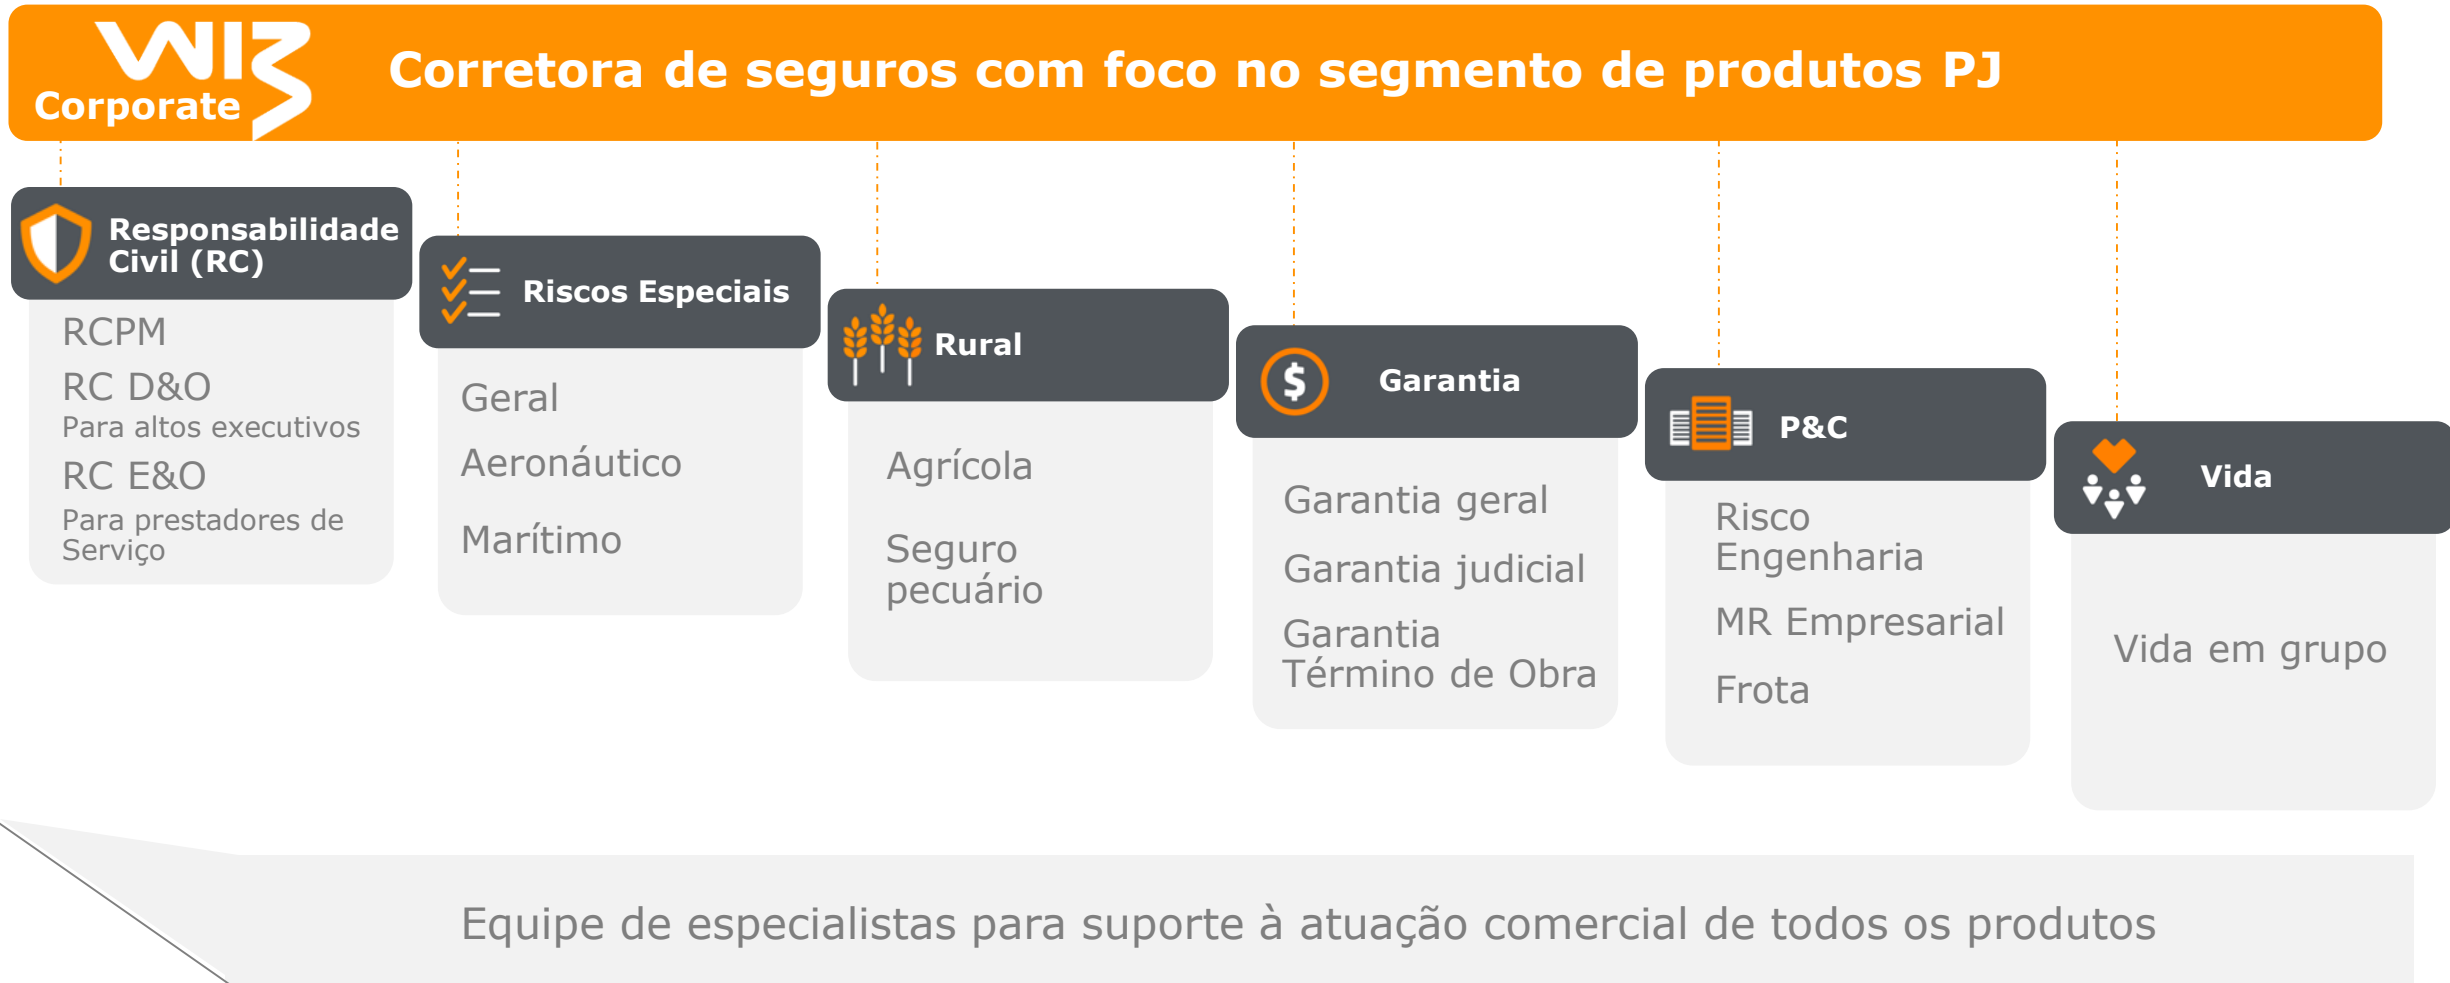 WIZ
Corporate
Corretora de seguros com foco no segmento de produtos PJ
Responsabilidade
Civil (RC)
RCPM
RC D&O
Para altos executivos
RC E&O
Para prestadores de
Serviço
Riscos Especiais
Geral
Aeronáutico
Marítimo
Rural
Agrícola
Seguro
pecuário
$
Garantia
Garantia geral
Garantia judicial
Garantia
Término de Obra
P&C
Risco
Engenharia
MR Empresarial
Frota
Vida
Vida em grupo
Equipe de especialistas para suporte à atuação comercial de todos os produtos